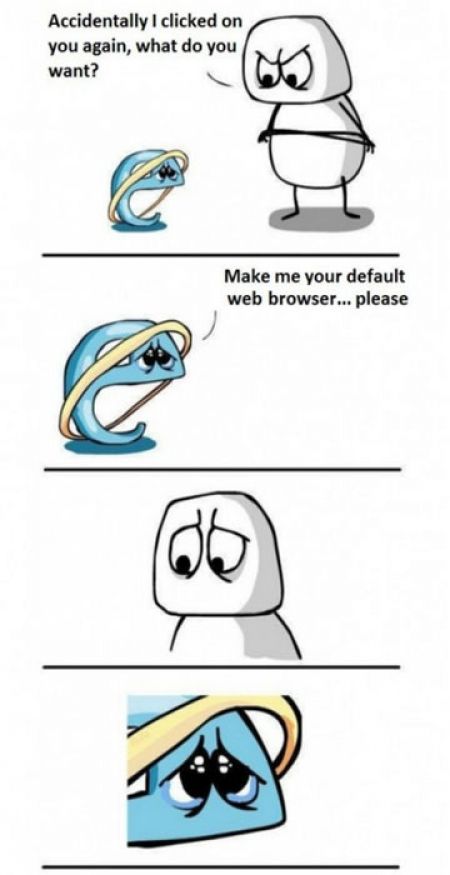 Accidentally I clicked on
you again, what do you
want?
Make me your default
web browser... please